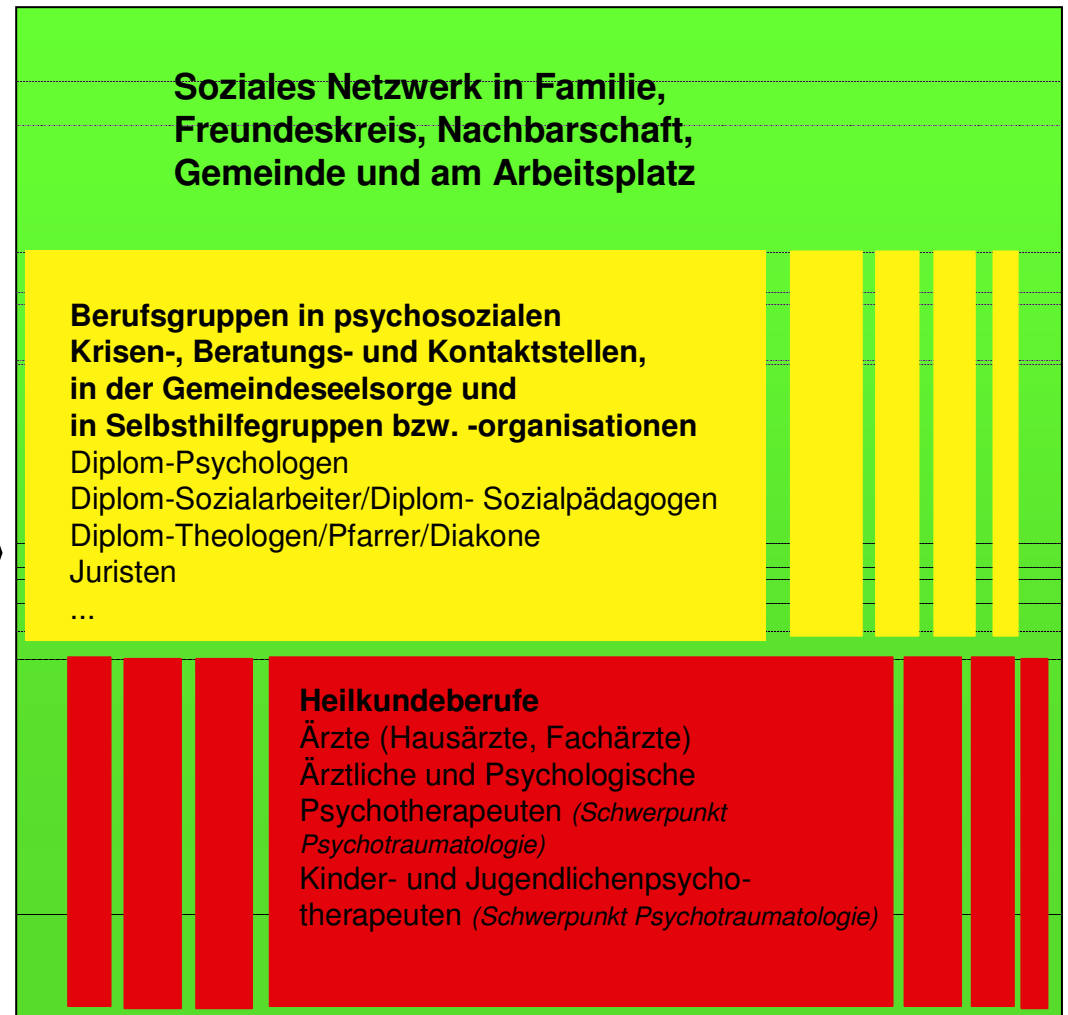 Soziales Netzwerk in Familie,
Freundeskreis, Nachbarschaft,
Gemeinde und am Arbeitsplatz
Berufsgruppen in psychosozialen
Krisen-, Beratungs- und Kontaktstellen,
in der Gemeindeseelsorge und
in Selbsthilfegruppen bzw. -organisationen
Diplom-Psychologen
Diplom-Sozialarbeiter/Diplom- Sozialpädagogen
Diplom-Theologen/Pfarrer/Diakone
Juristen
...
Heilkundeberufe
Ärzte (Hausärzte, Fachärzte)
Ärztliche und Psychologische
Psychotherapeuten (Schwerpunkt
Psychotraumatologie)
Kinder- und Jugendlichenpsycho-
therapeuten (Schwerpunkt Psychotraumatologie)